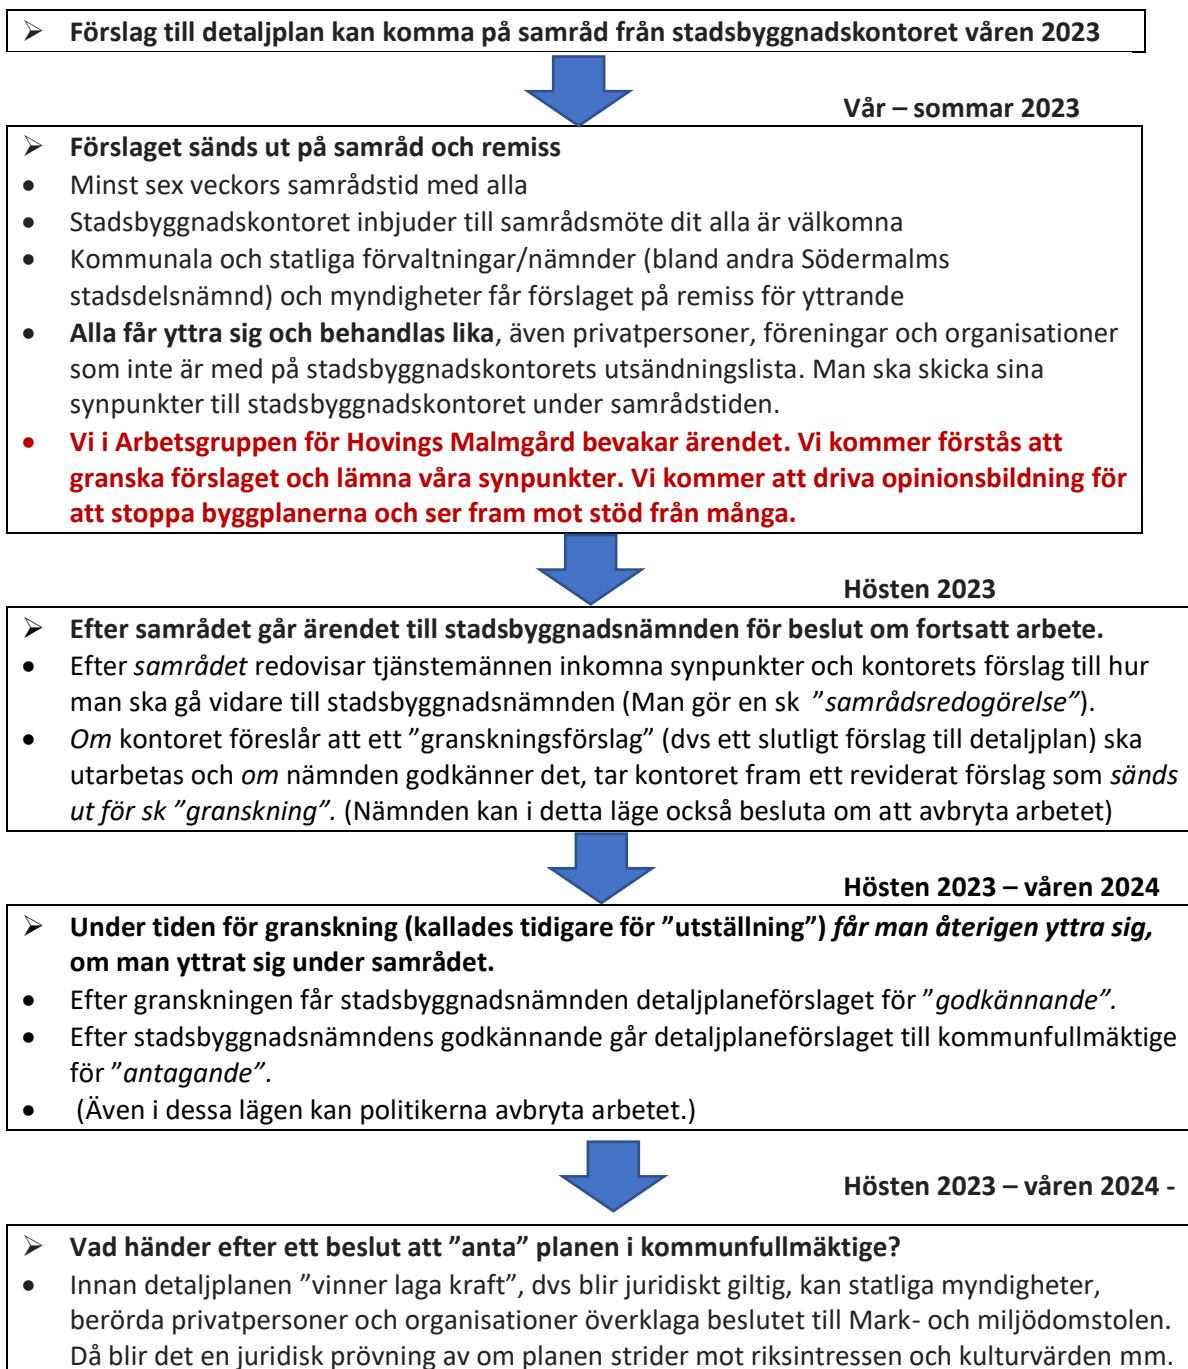 ➢ Förslag till detaljplan kan komma på samråd från stadsbyggnadskontoret våren 2023
Vår – sommar 2023
➢ Förslaget sänds ut på samråd och remiss
• Minst sex veckors samrådstid med alla
• Stadsbyggnadskontoret inbjuder till samrådsmöte dit alla är välkomna
• Kommunala och statliga förvaltningar/nämnder (bland andra Södermalms
stadsdelsnämnd) och myndigheter får förslaget på remiss för yttrande
• Alla får yttra sig och behandlas lika, även privatpersoner, föreningar och organisationer
som inte är med på stadsbyggnadskontorets utsändningslista. Man ska skicka sina
synpunkter till stadsbyggnadskontoret under samrådstiden.
• Vi i Arbetsgruppen för Hovings Malmgård bevakar ärendet. Vi kommer förstås att
granska förslaget och lämna våra synpunkter. Vi kommer att driva opinionsbildning för
att stoppa byggplanerna och ser fram mot stöd från många.
Hösten 2023
➢ Efter samrådet går ärendet till stadsbyggnadsnämnden för beslut om fortsatt arbete.
• Efter samrådet redovisar tjänstemännen inkomna synpunkter och kontorets förslag till hur
man ska gå vidare till stadsbyggnadsnämnden (Man gör en sk ”samrådsredogörelse”).
• Om kontoret föreslår att ett ”granskningsförslag” (dvs ett slutligt förslag till detaljplan) ska
utarbetas och om nämnden godkänner det, tar kontoret fram ett reviderat förslag som sänds
ut för sk ”granskning”. (Nämnden kan i detta läge också besluta om att avbryta arbetet)
Hösten 2023 – våren 2024
➢ Under tiden för granskning (kallades tidigare för ”utställning”) får man återigen yttra sig,
om man yttrat sig under samrådet.
• Efter granskningen får stadsbyggnadsnämnden detaljplaneförslaget för ”godkännande”.
• Efter stadsbyggnadsnämndens godkännande går detaljplaneförslaget till kommunfullmäktige
för ”antagande”.
• (Även i dessa lägen kan politikerna avbryta arbetet.)
Hösten 2023 – våren 2024 -
➢ Vad händer efter ett beslut att ”anta” planen i kommunfullmäktige?
• Innan detaljplanen ”vinner laga kraft”, dvs blir juridiskt giltig, kan statliga myndigheter,
berörda privatpersoner och organisationer överklaga beslutet till Mark- och miljödomstolen.
Då blir det en juridisk prövning av om planen strider mot riksintressen och kulturvärden mm.